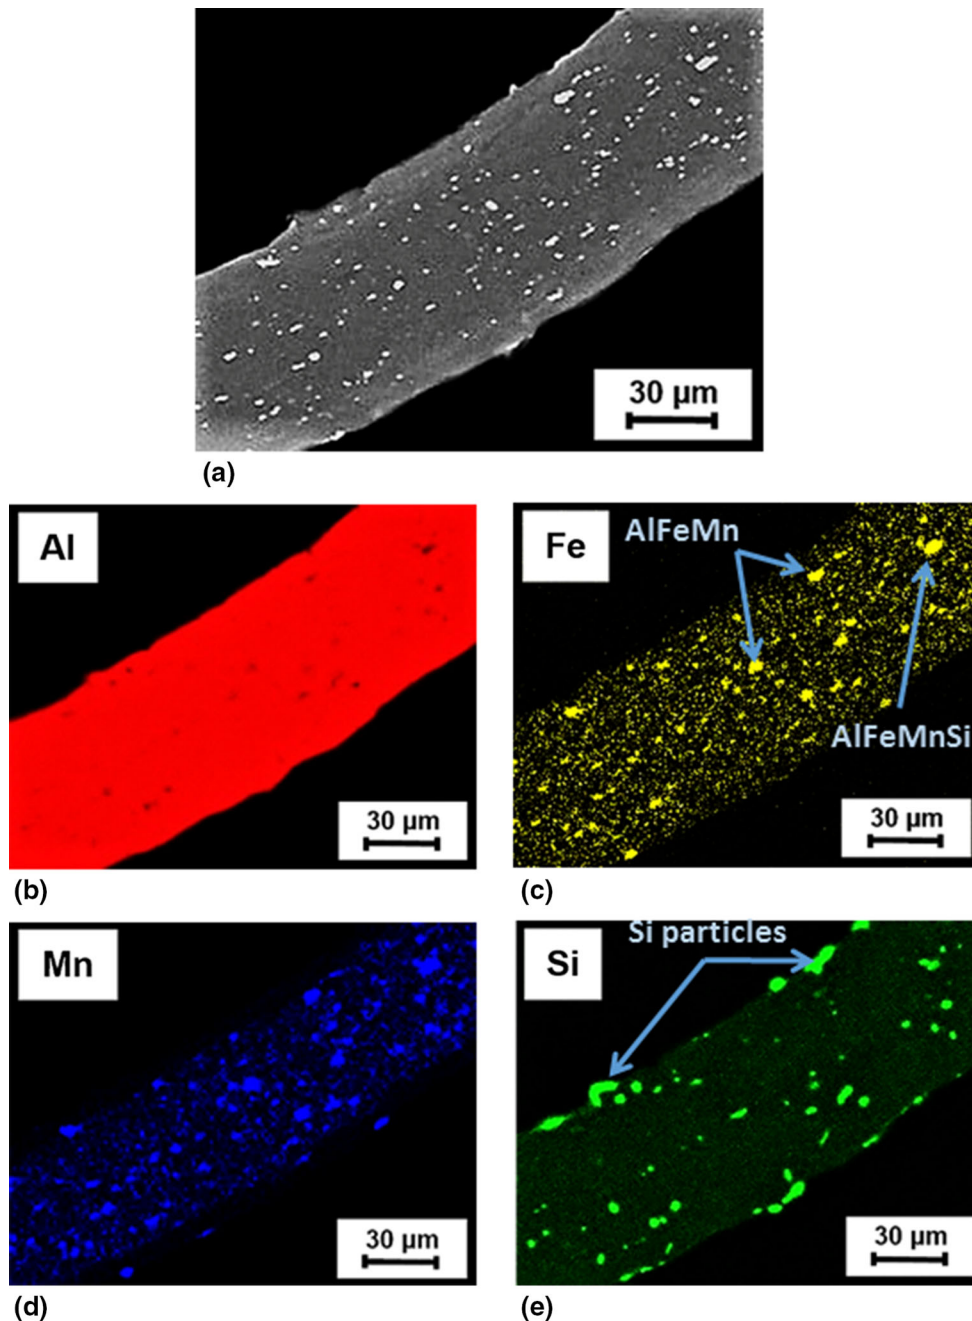 30 µm
(a)
Al
Fe
AlFeMn
AlFeMnSi
30 µm
30 µm
(b)
(c)
Mn
Si
Si particles
30 µm
30 µm
(d)
(e)